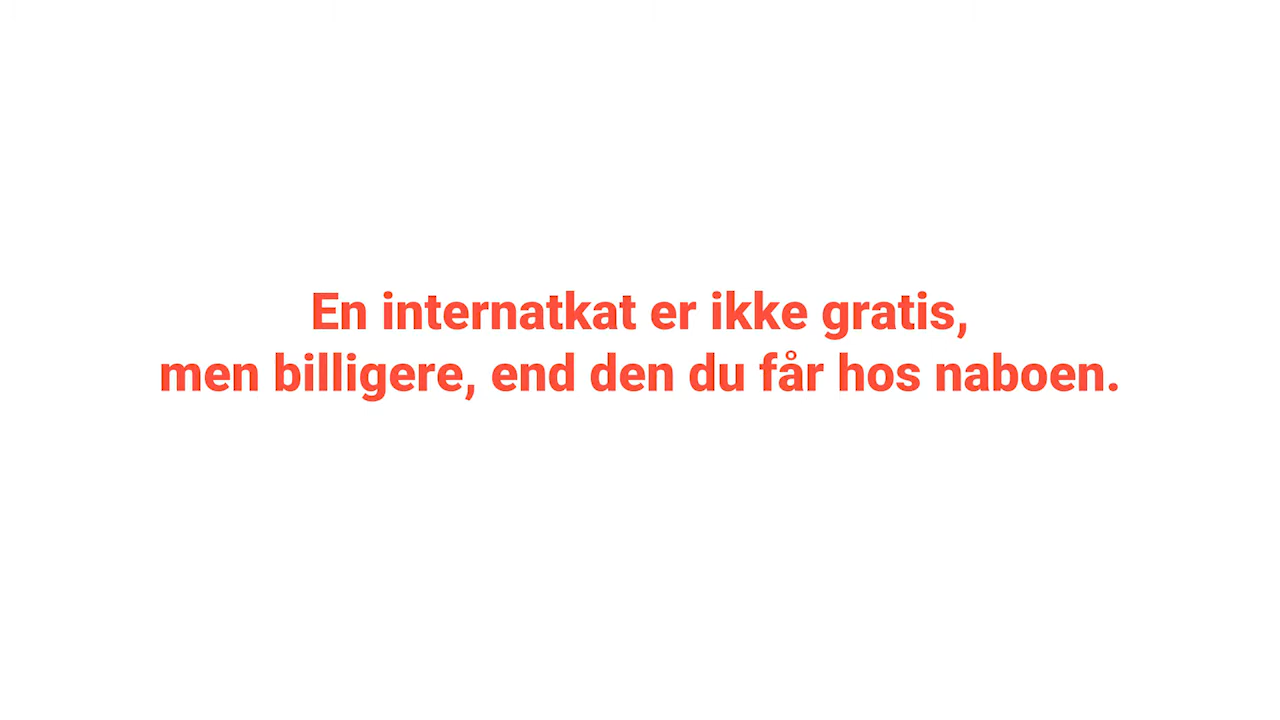 En internatkat er ikke gratis,
men billigere, end den du får hos naboen.